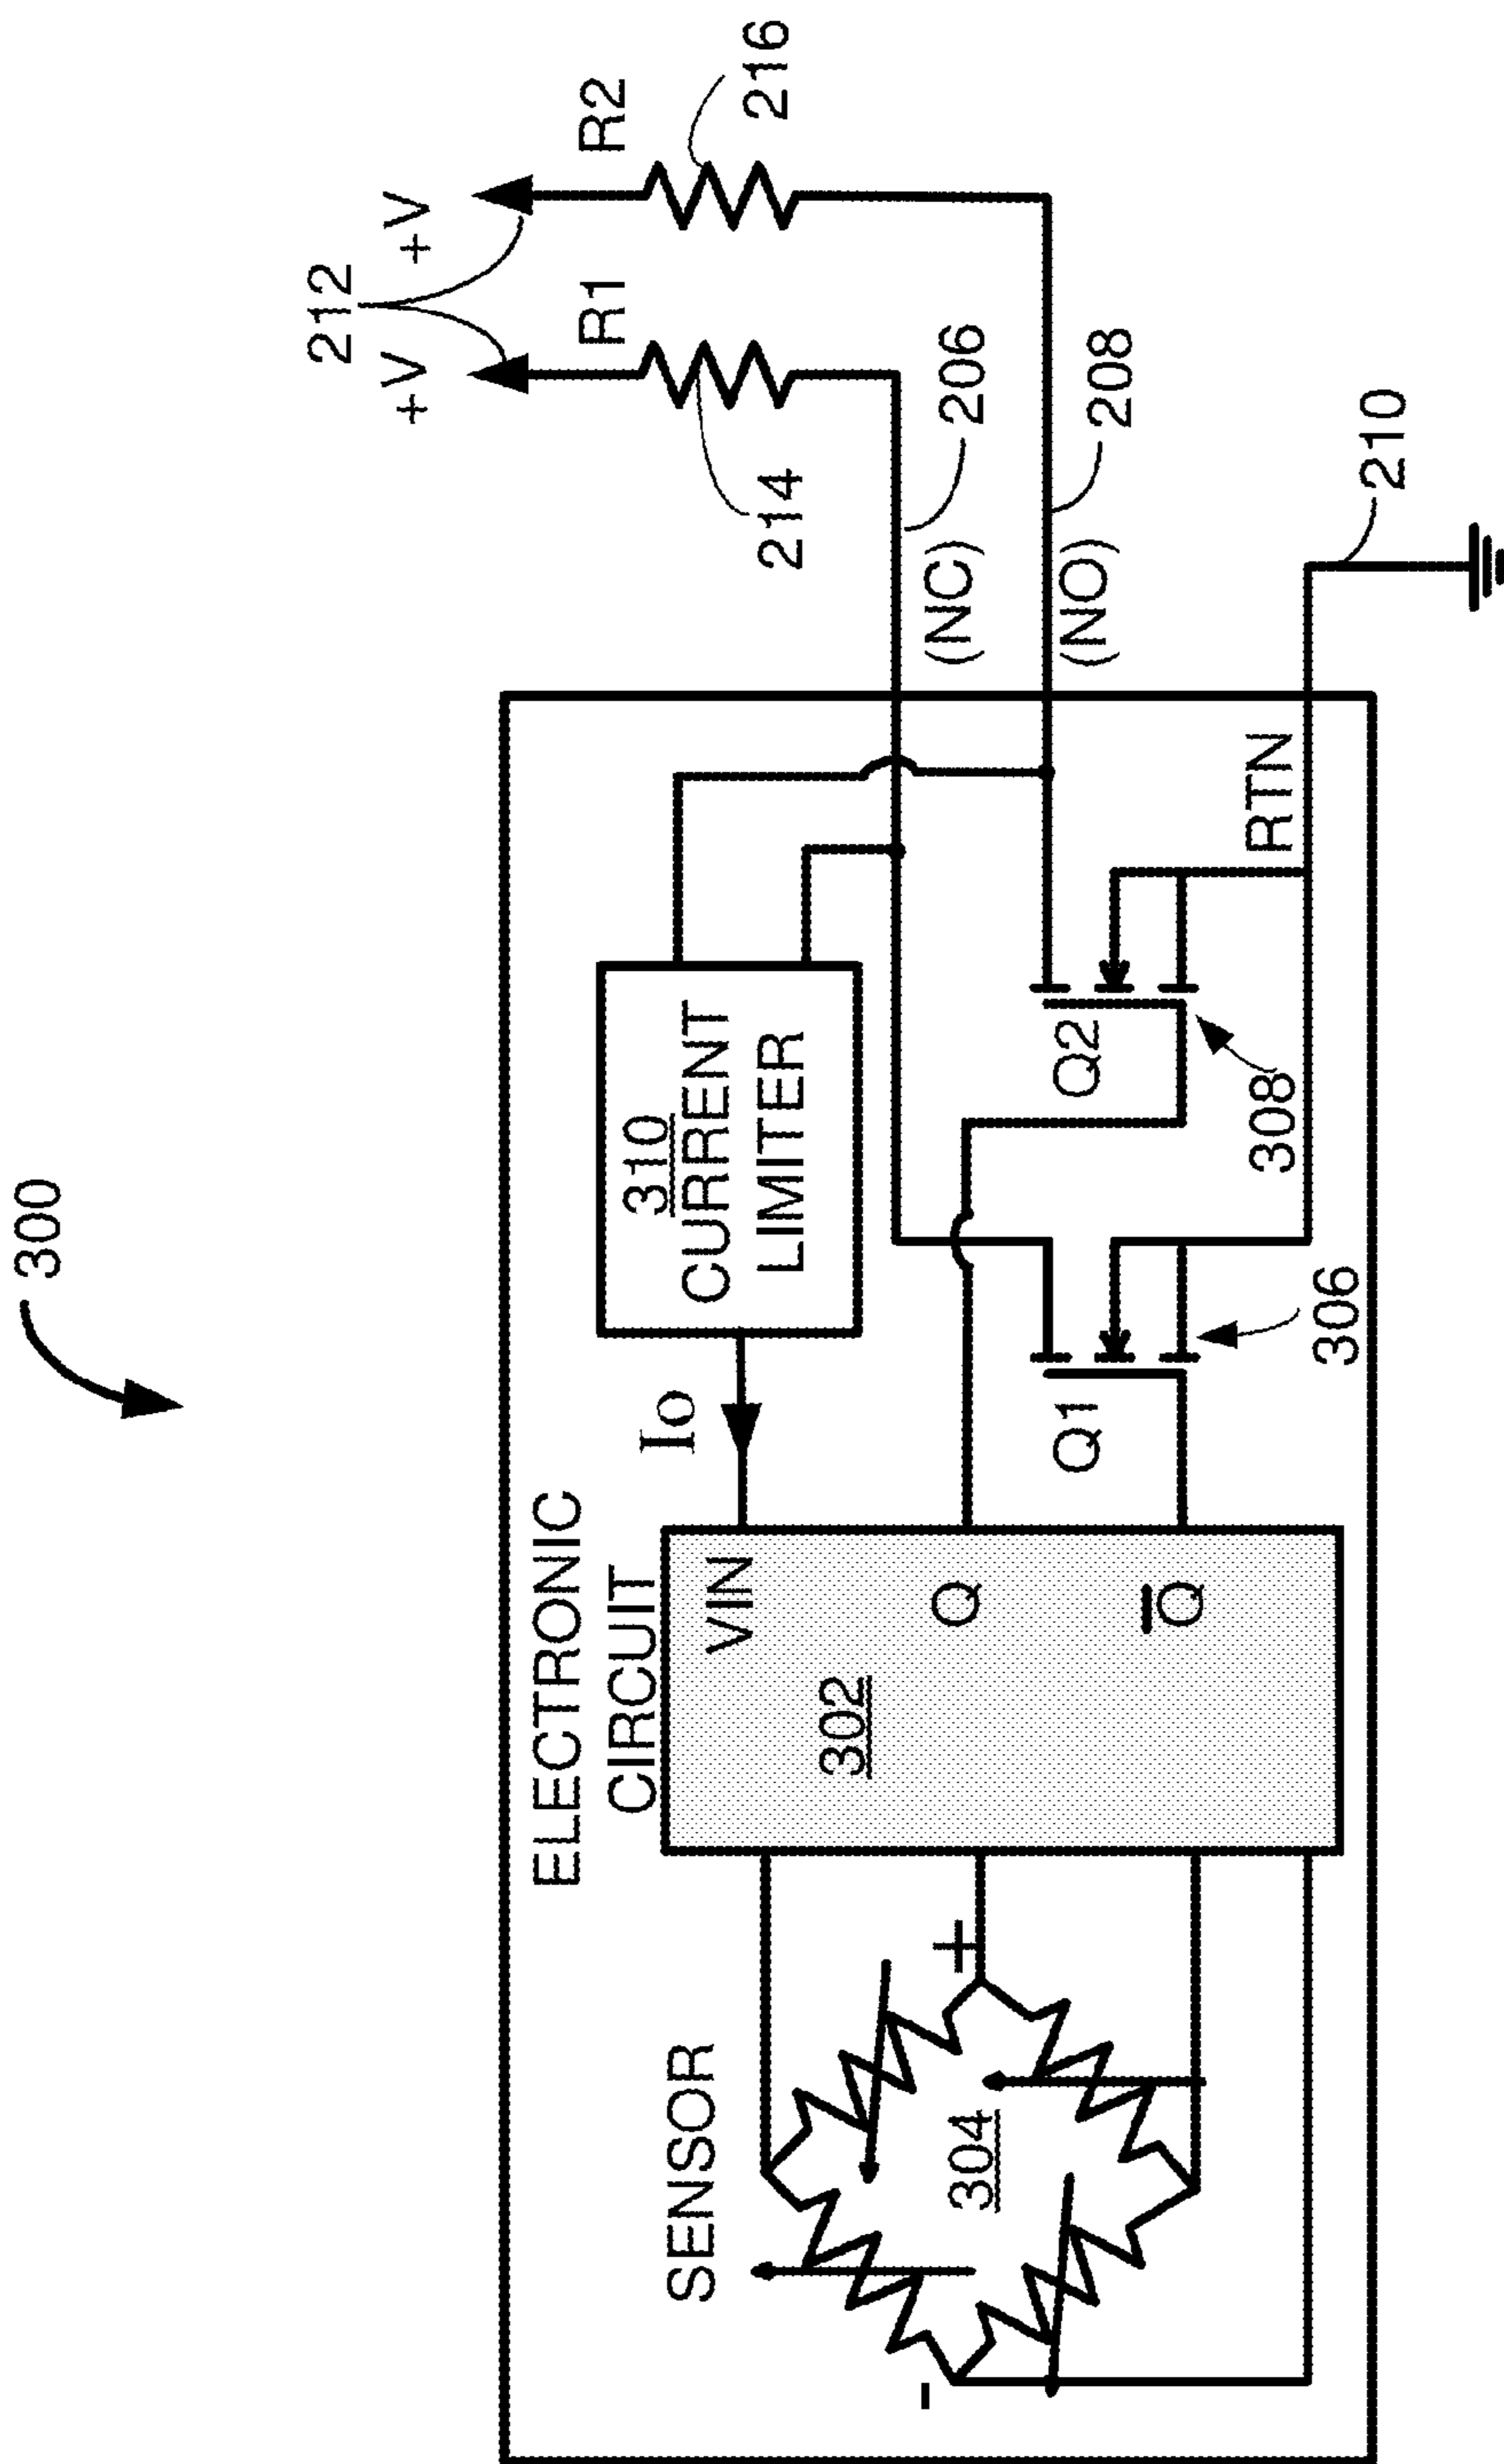 300
ELECTRONIC
CIRCUIT
SENSOR
-
+
304
302
VIN
Q
Q̅
Io
310
CURRENT
LIMITER
Q1
306
Q2
308
RTN
(NC)
(NO)
206
208
210
212
+V
+V
R1
R2
214
216